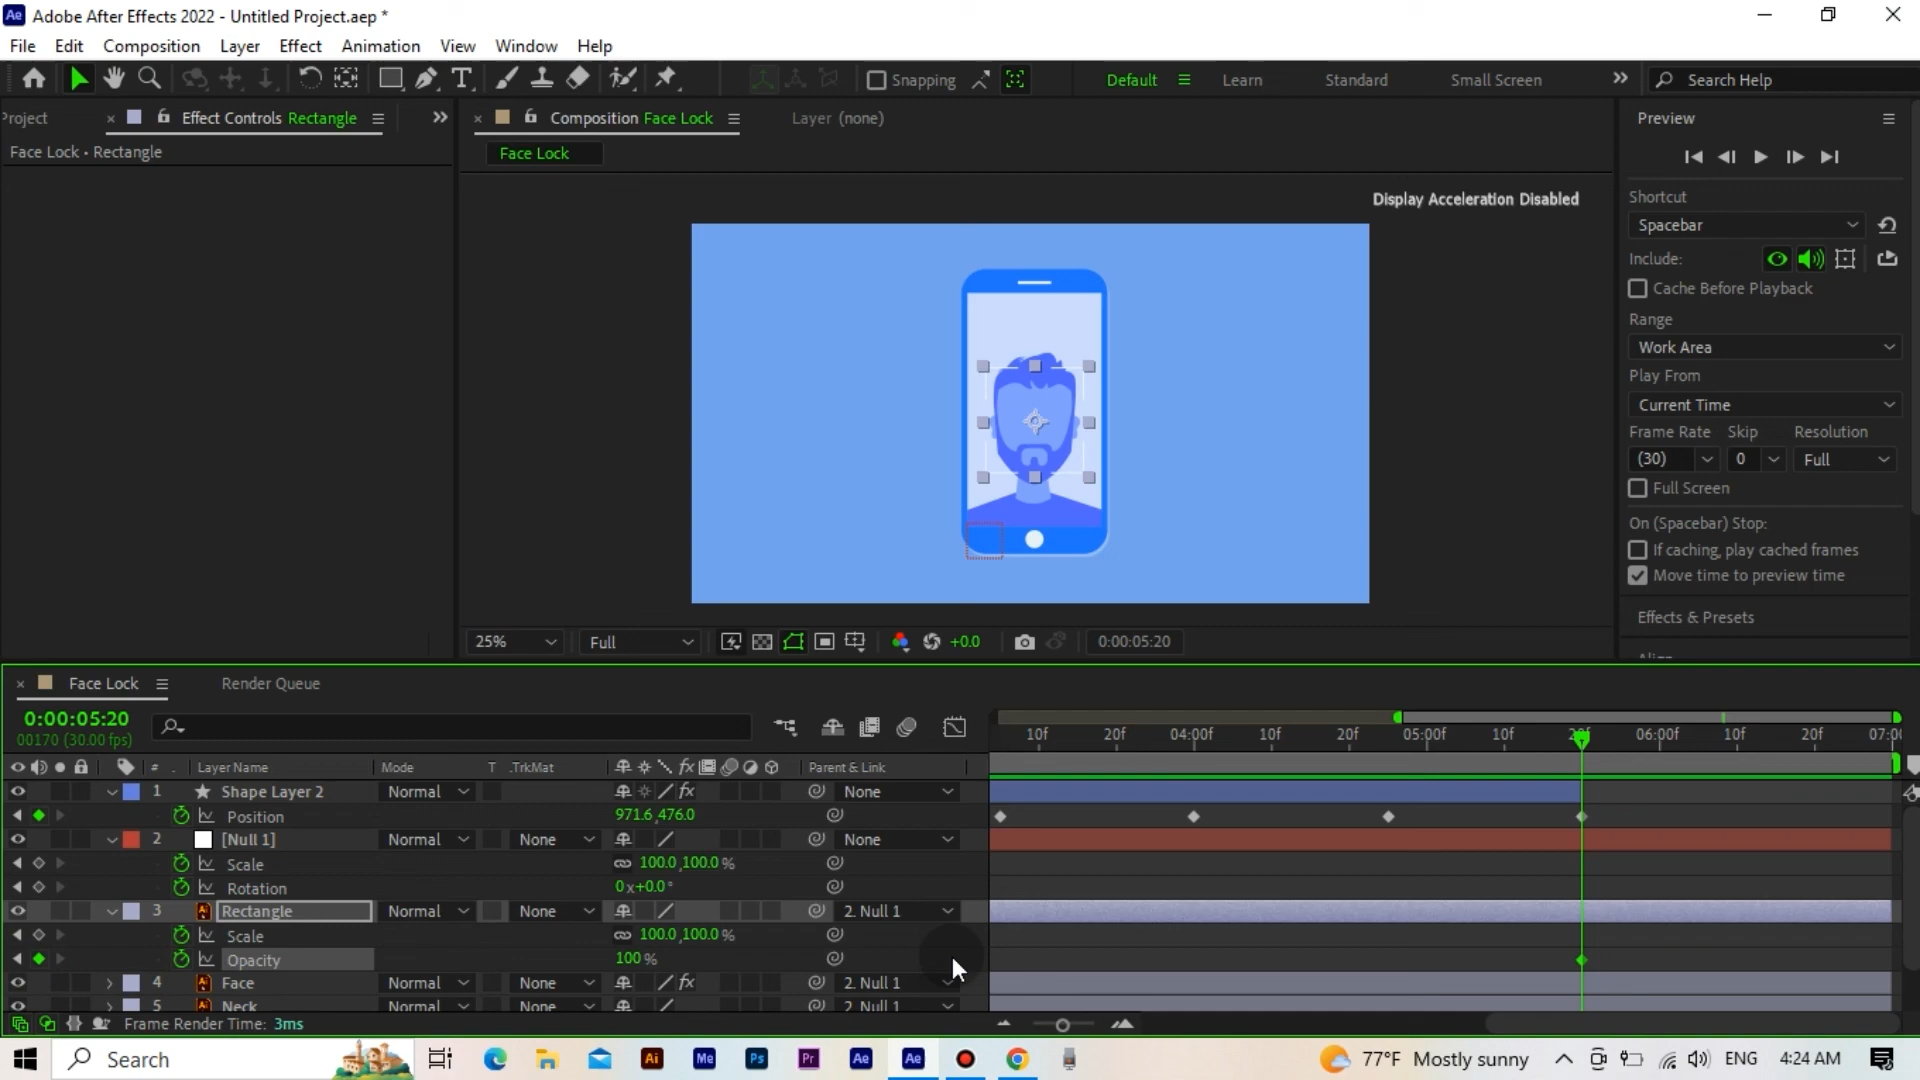 Adobe After Effects 2022 - Untitled Project.aep *
File Edit Composition Layer Effect Animation View Window Help
Snapping Default Learn Standard Small Screen Search Help
Project Effect Controls Rectangle Composition Face Lock Layer (none) Preview
Face Lock • Rectangle Face Lock
Display Acceleration Disabled
Shortcut
Spacebar
Include:
Cache Before Playback
Range
Work Area
Play From
Current Time
Frame Rate Skip Resolution
(30) 0 Full
Full Screen
On (Spacebar) Stop:
If caching, play cached frames
Move time to preview time
Effects & Presets
Align
25% Full +0.0 0:00:05:20
Face Lock Render Queue
0:00:05:20
00170 (30.00 fps)
10f 20f 04:00f 10f 20f 05:00f 10f 20f 06:00f 10f 20f 07:00
# Layer Name Mode T .TrkMat Parent & Link
1 Shape Layer 2 Normal None
Position 971.6,476.0
2 [Null 1] Normal None None
Scale 100.0,100.0 %
Rotation 0x+0.0°
3 Rectangle Normal None 2. Null 1
Scale 100.0,100.0 %
Opacity 100 %
4 Face Normal None 2. Null 1
5 Neck Normal None 2. Null 1
Frame Render Time: 3ms
Search Ai Me Ps Pr Ae Ae 77°F Mostly sunny ENG 4:24 AM